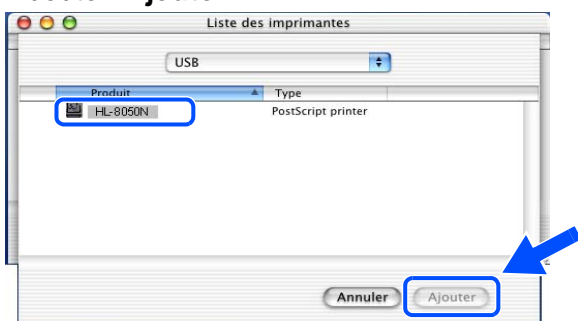 Liste des imprimantes
USB
Produit Type
HL-8050N PostScript printer
Annuler Ajouter